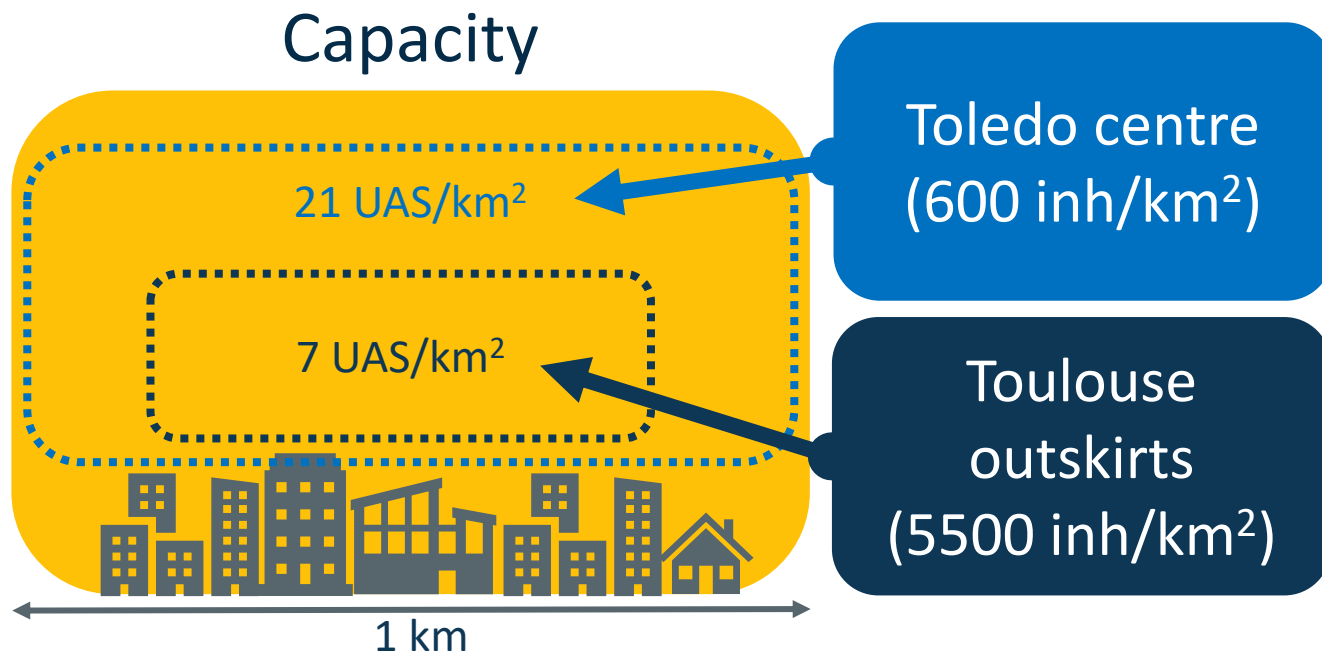 Capacity
21 UAS/km²
7 UAS/km²
1 km
Toledo centre
(600 inh/km²)
Toulouse
outskirts
(5500 inh/km²)